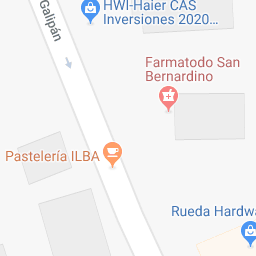 Galipán
HWI-Haier CAS
Inversiones 2020...
Farmatodo San
Bernardino
Pastelería ILBA
Rueda Hardwa